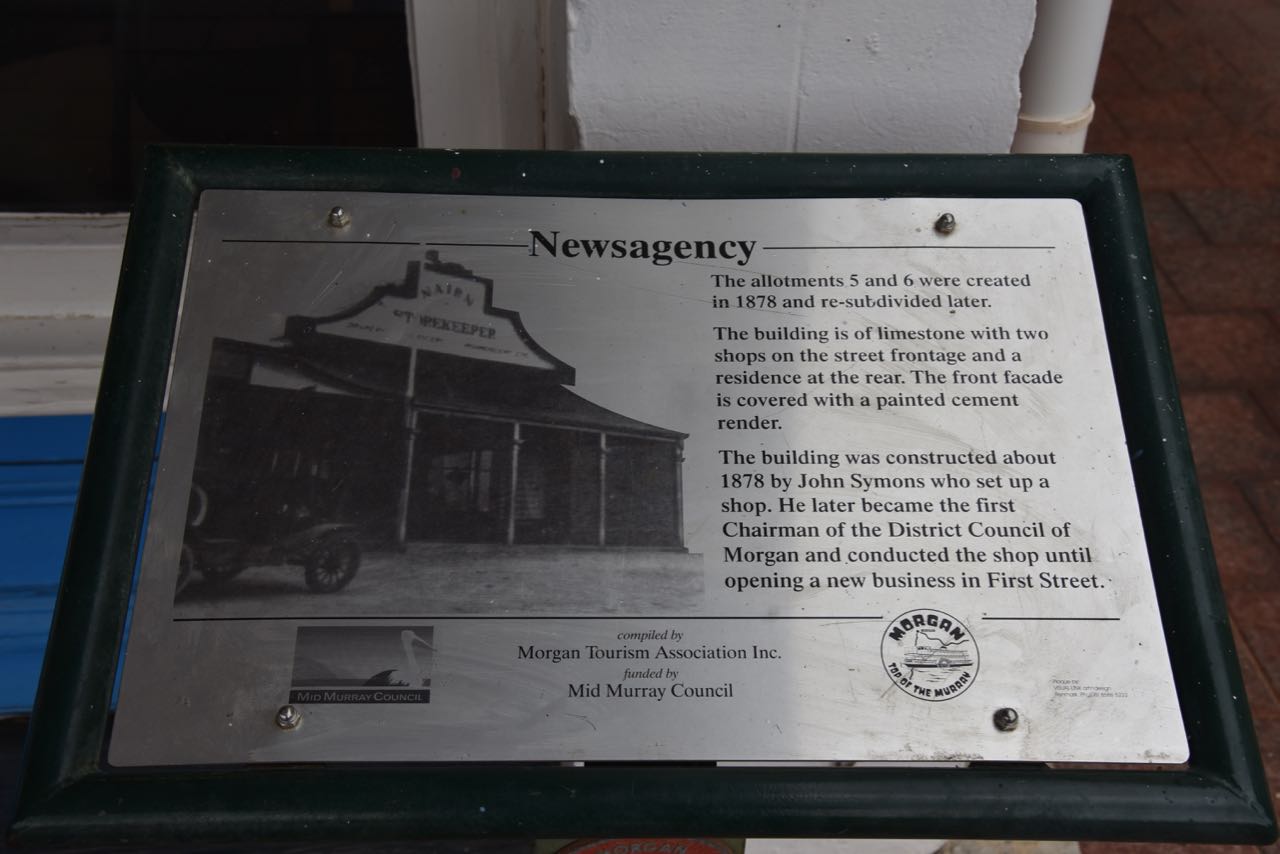 Newsagency
NAIRN
STOREKEEPER
The allotments 5 and 6 were created
in 1878 and re-subdivided later.
The building is of limestone with two
shops on the street frontage and a
residence at the rear. The front facade
is covered with a painted cement
render.
The building was constructed about
1878 by John Symons who set up a
shop. He later became the first
Chairman of the District Council of
Morgan and conducted the shop until
opening a new business in First Street.
MID MURRAY COUNCIL
compiled by
Morgan Tourism Association Inc.
funded by
Mid Murray Council
MORGAN
TOP OF THE MURRAY
Plaque by:
MORGAN